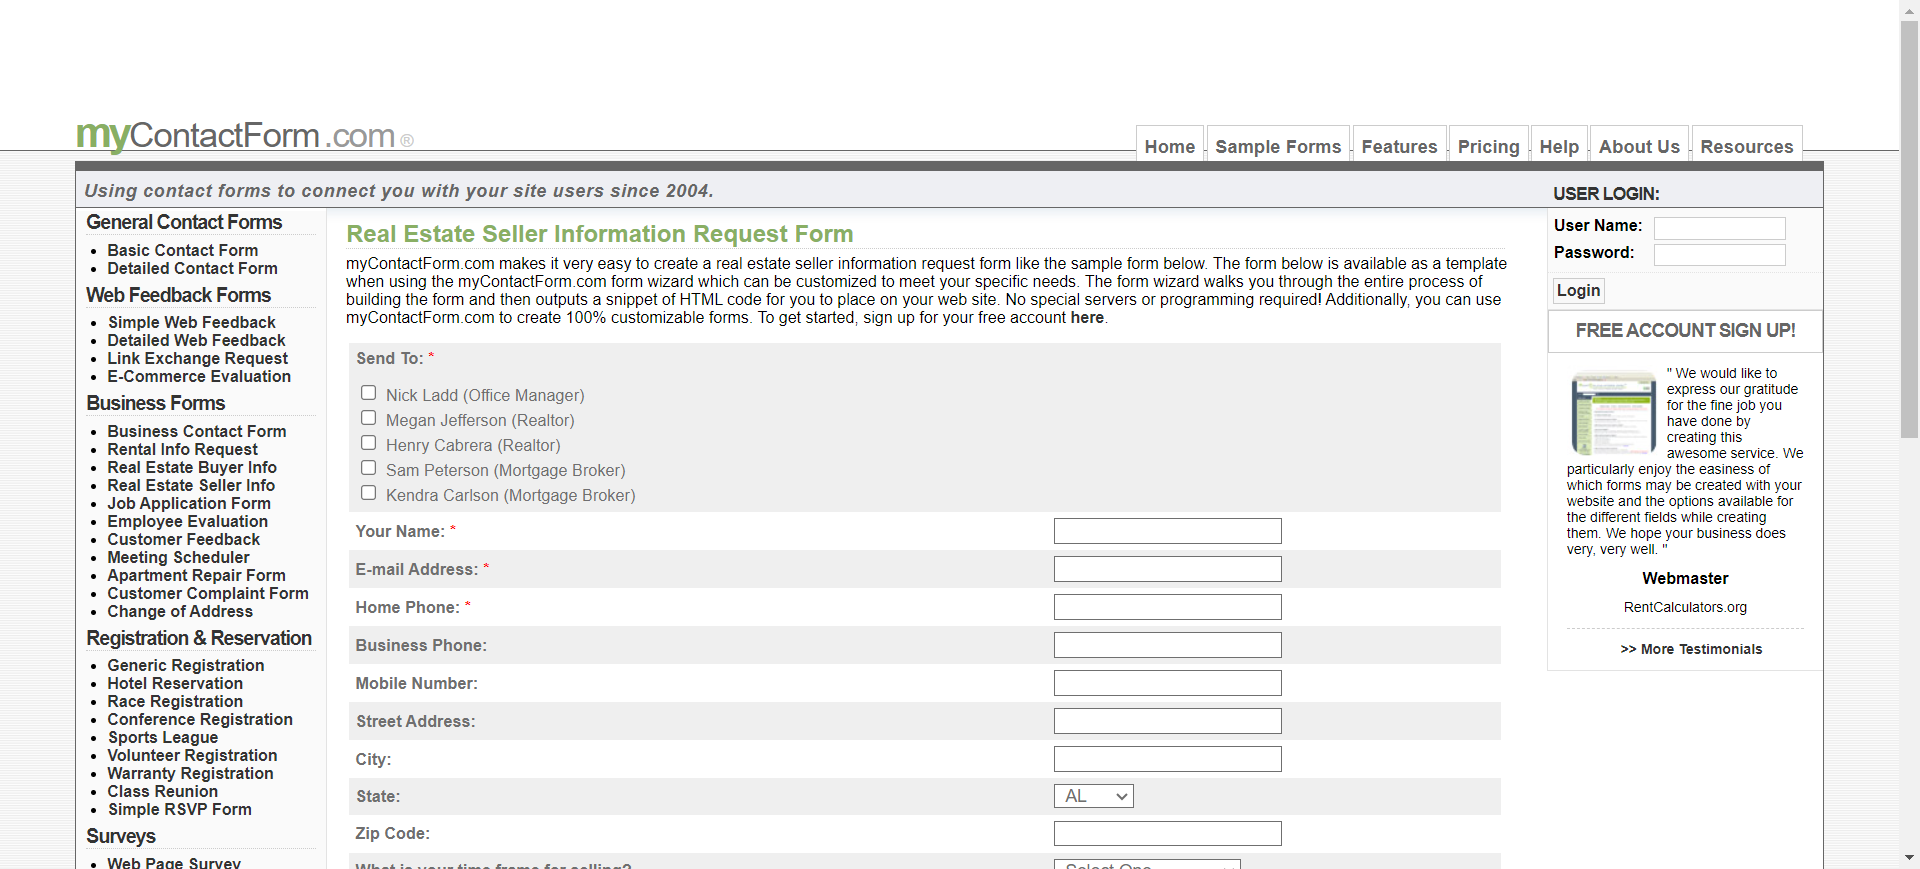 myContactForm.com®
Home
Sample Forms
Features
Pricing
Help
About Us
Resources
Using contact forms to connect you with your site users since 2004.
USER LOGIN:
General Contact Forms
Basic Contact Form
Detailed Contact Form
Web Feedback Forms
Simple Web Feedback
Detailed Web Feedback
Link Exchange Request
E-Commerce Evaluation
Business Forms
Business Contact Form
Rental Info Request
Real Estate Buyer Info
Real Estate Seller Info
Job Application Form
Employee Evaluation
Customer Feedback
Meeting Scheduler
Apartment Repair Form
Customer Complaint Form
Change of Address
Registration & Reservation
Generic Registration
Hotel Reservation
Race Registration
Conference Registration
Sports League
Volunteer Registration
Warranty Registration
Class Reunion
Simple RSVP Form
Surveys
Web Page Survey
Real Estate Seller Information Request Form
myContactForm.com makes it very easy to create a real estate seller information request form like the sample form below. The form below is available as a template
when using the myContactForm.com form wizard which can be customized to meet your specific needs. The form wizard walks you through the entire process of
building the form and then outputs a snippet of HTML code for you to place on your web site. No special servers or programming required! Additionally, you can use
myContactForm.com to create 100% customizable forms. To get started, sign up for your free account here.
Send To: *
Nick Ladd (Office Manager)
Megan Jefferson (Realtor)
Henry Cabrera (Realtor)
Sam Peterson (Mortgage Broker)
Kendra Carlson (Mortgage Broker)
Your Name: *
E-mail Address: *
Home Phone: *
Business Phone:
Mobile Number:
Street Address:
City:
State:
AL
Zip Code:
What is your time frame for selling?
Select One
User Name:
Password:
Login
FREE ACCOUNT SIGN UP!
" We would like to
express our gratitude
for the fine job you
have done by
creating this
awesome service. We
particularly enjoy the easiness of
which forms may be created with your
website and the options available for
the different fields while creating
them. We hope your business does
very, very well. "
Webmaster
RentCalculators.org
>> More Testimonials